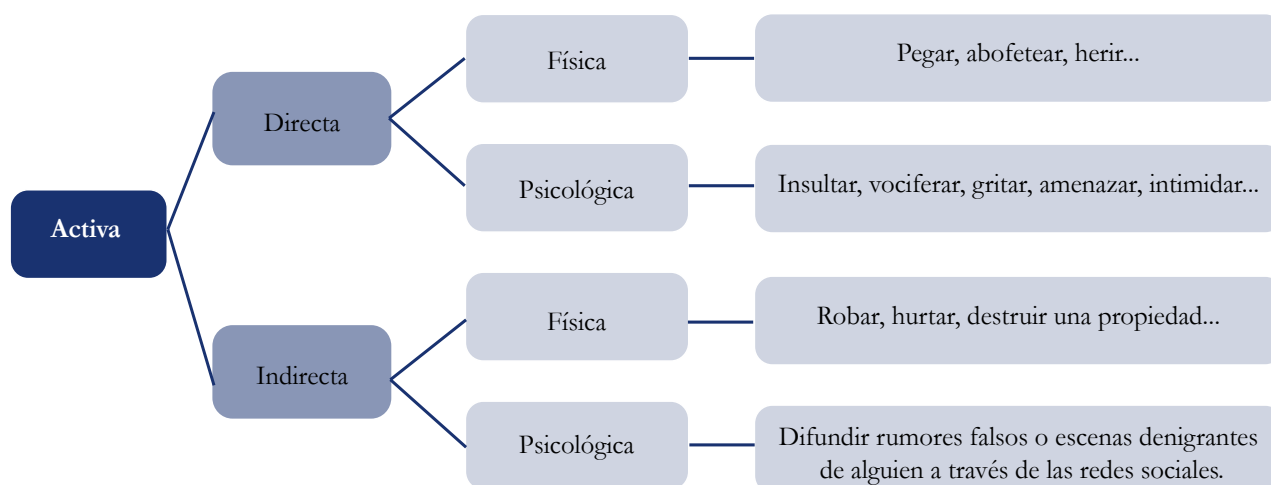 Activa
Directa
Física
Pegar, abofetear, herir...
Psicológica
Insultar, vociferar, gritar, amenazar, intimidar...
Indirecta
Física
Robar, hurtar, destruir una propiedad...
Psicológica
Difundir rumores falsos o escenas denigrantes
de alguien a través de las redes sociales.